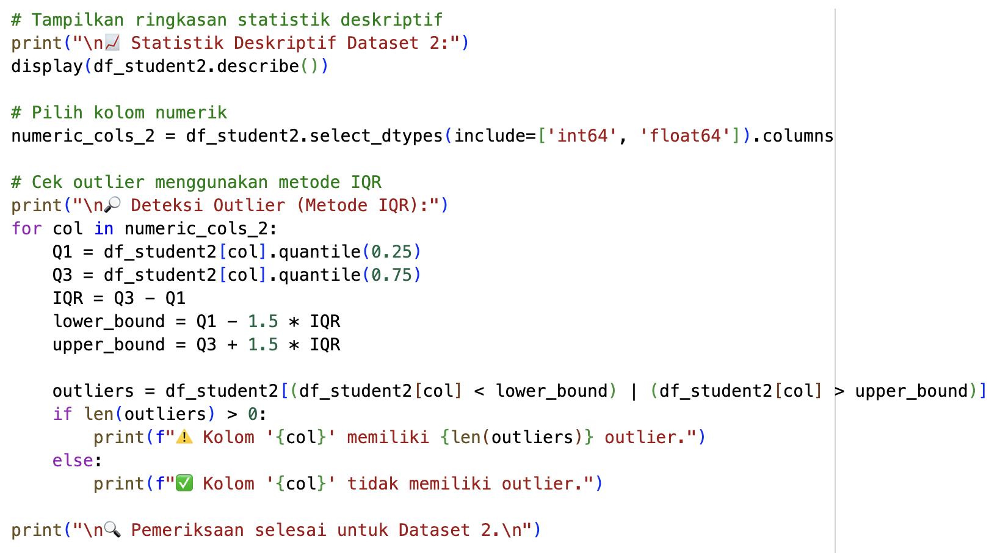 # Tampilkan ringkasan statistik deskriptif
print("\n📈 Statistik Deskriptif Dataset 2:")
display(df_student2.describe())

# Pilih kolom numerik
numeric_cols_2 = df_student2.select_dtypes(include=['int64', 'float64']).columns

# Cek outlier menggunakan metode IQR
print("\n🔎 Deteksi Outlier (Metode IQR):")
for col in numeric_cols_2:
    Q1 = df_student2[col].quantile(0.25)
    Q3 = df_student2[col].quantile(0.75)
    IQR = Q3 - Q1
    lower_bound = Q1 - 1.5 * IQR
    upper_bound = Q3 + 1.5 * IQR

    outliers = df_student2[(df_student2[col] < lower_bound) | (df_student2[col] > upper_bound)]
    if len(outliers) > 0:
        print(f"⚠️ Kolom '{col}' memiliki {len(outliers)} outlier.")
    else:
        print(f"✅ Kolom '{col}' tidak memiliki outlier.")

print("\n🔍 Pemeriksaan selesai untuk Dataset 2.\n")